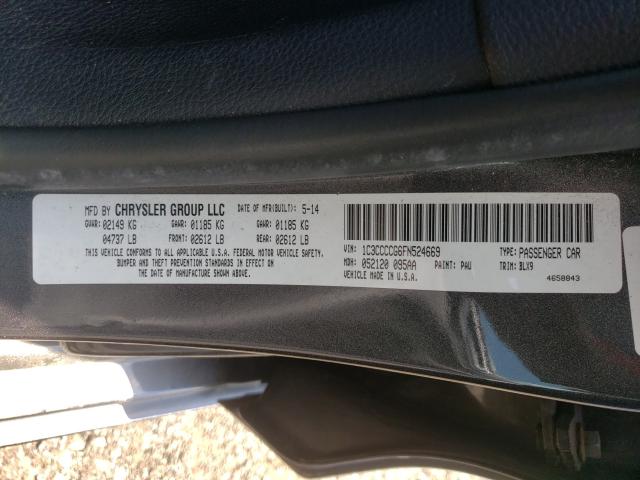 MFD BY CHRYSLER GROUP LLC DATE OF MFR(BUILT): 5-14
GVWR: 02149 KG GAWR: 01185 KG GAWR: 01185 KG
04737 LB FRONT: 02612 LB REAR: 02612 LB
THIS VEHICLE CONFORMS TO ALL APPLICABLE U.S.A. FEDERAL MOTOR VEHICLE SAFETY,
BUMPER AND THEFT PREVENTION STANDARDS IN EFFECT ON THE DATE OF
MANUFACTURE SHOWN ABOVE.
VIN: 1C3CCCCG6FN524669 TYPE: PASSENGER CAR
MDH: 052120 095AA PAINT: PAU TRIM: BLX9
VEHICLE MADE IN U.S.A. 4658843